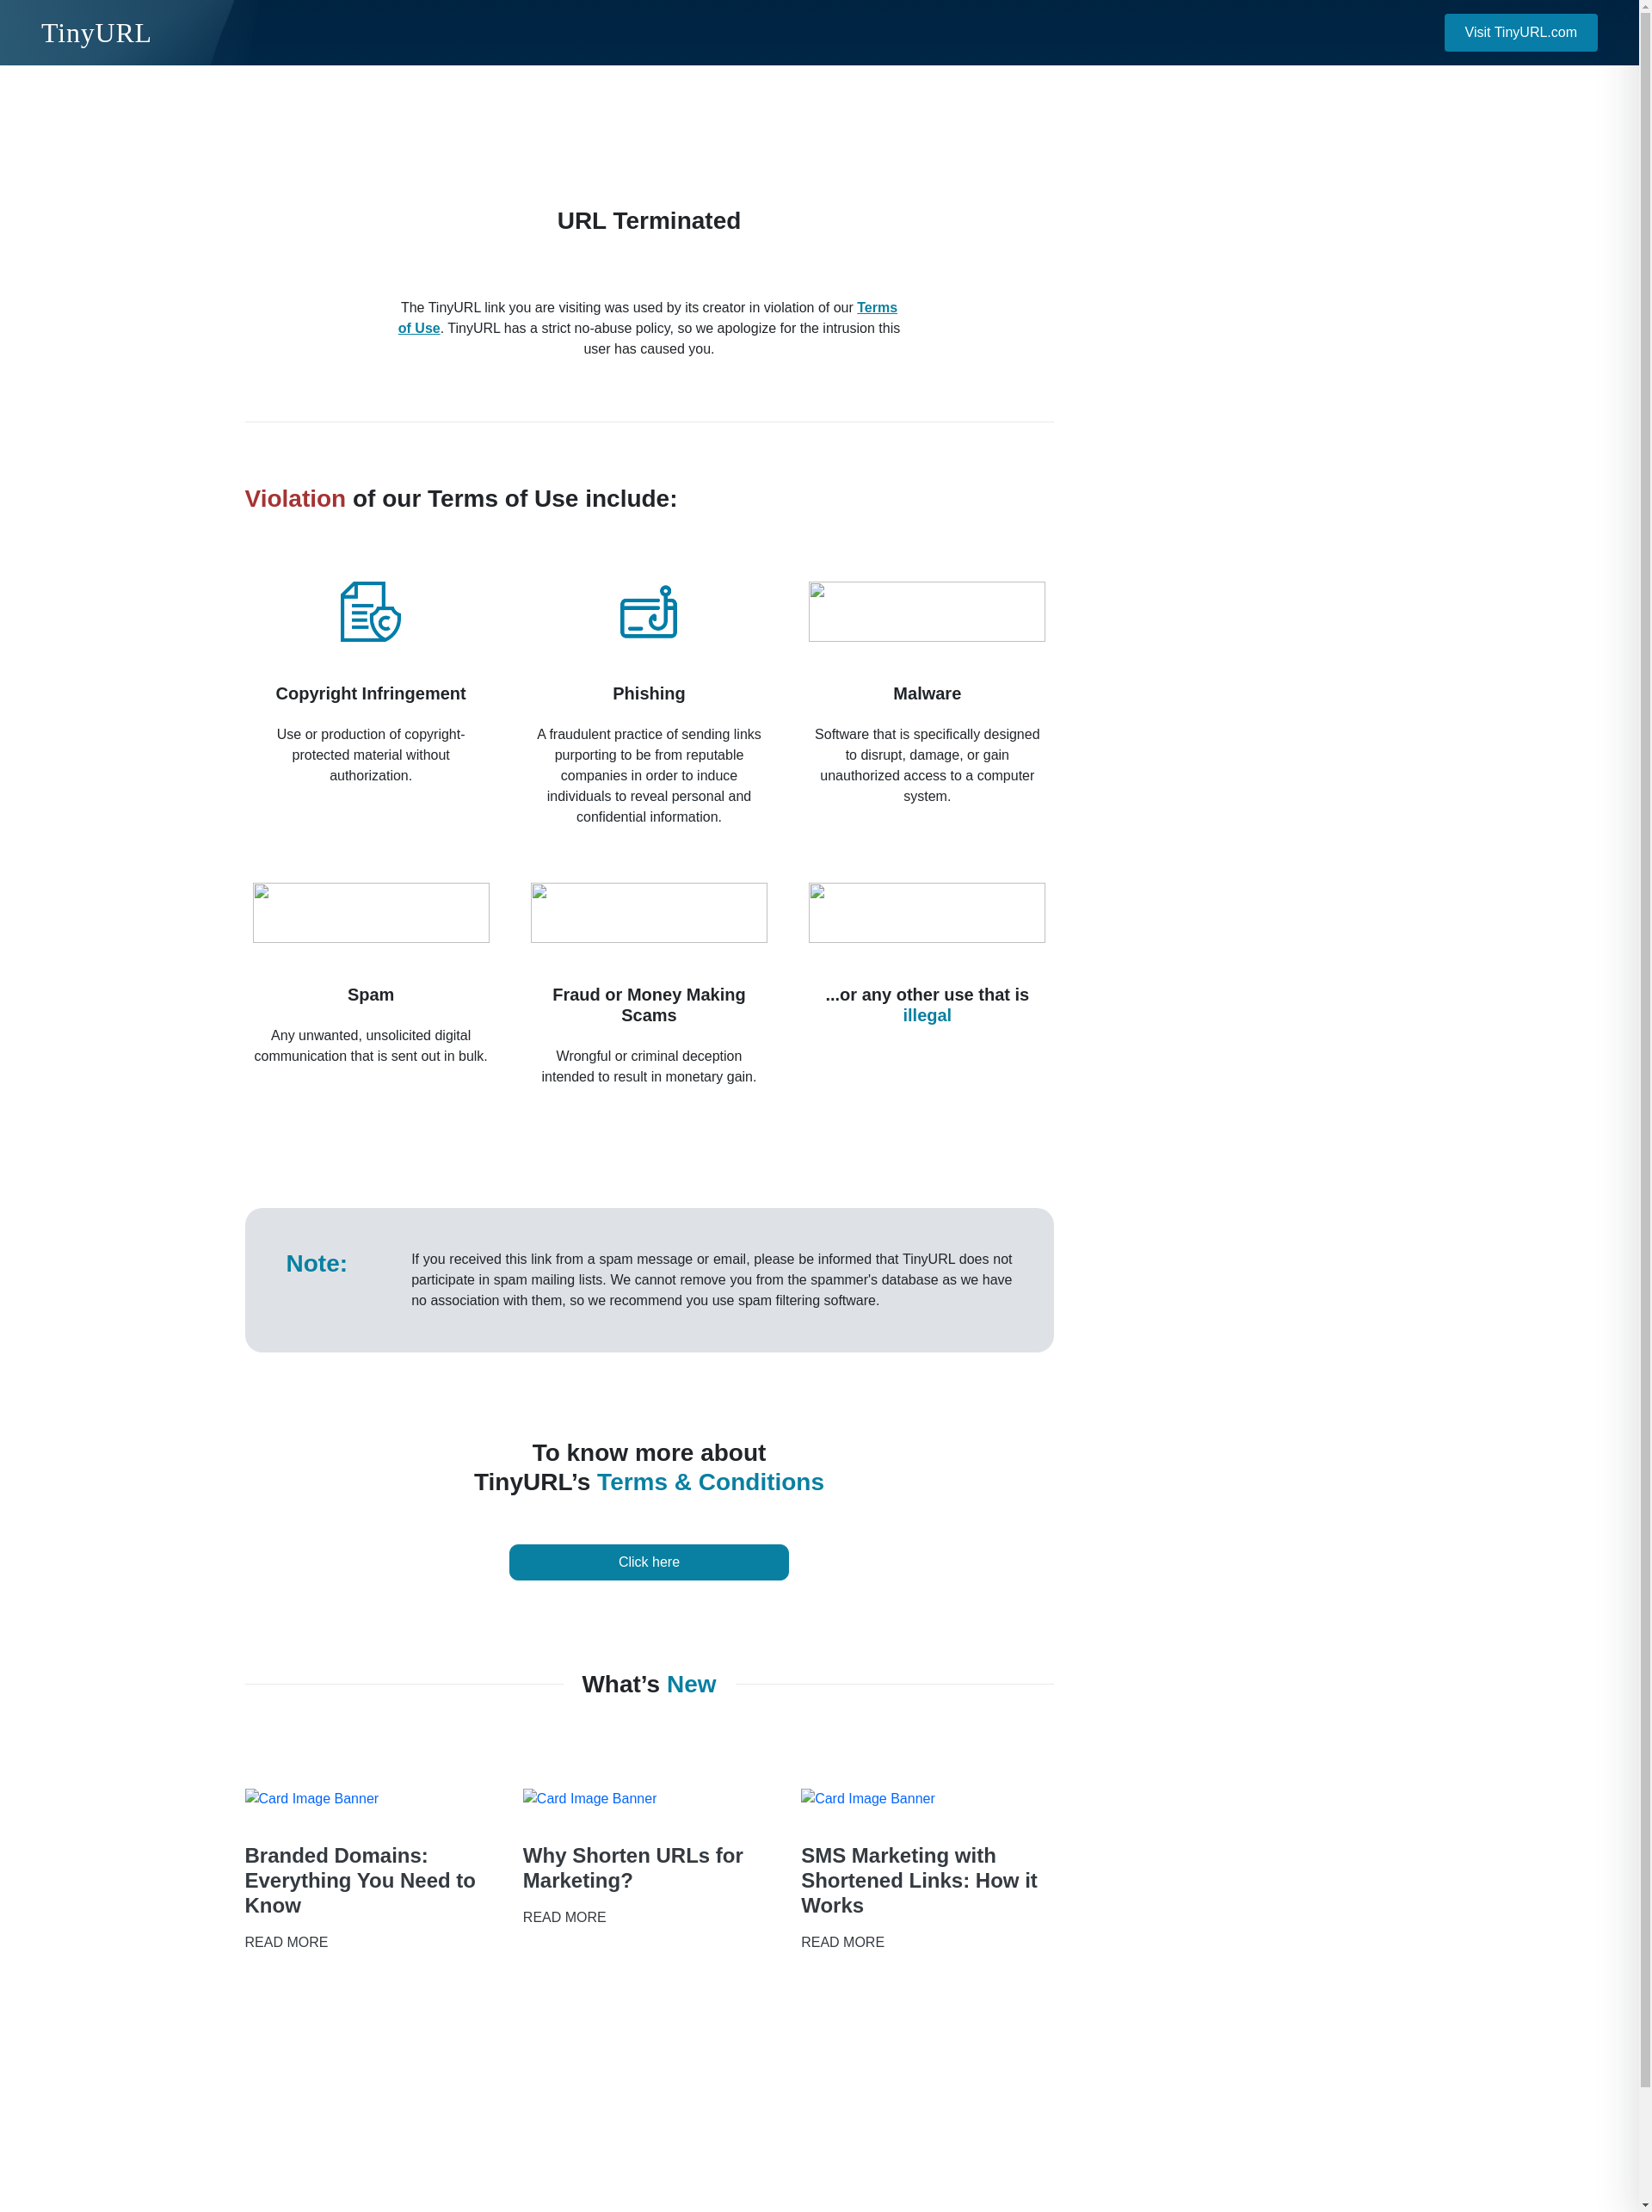 TinyURL
Visit TinyURL.com
URL Terminated
The TinyURL link you are visiting was used by its creator in violation of our Terms
of Use. TinyURL has a strict no-abuse policy, so we apologize for the intrusion this
user has caused you.
Violation of our Terms of Use include:
Copyright Infringement
Use or production of copyright-
protected material without
authorization.
Phishing
A fraudulent practice of sending links
purporting to be from reputable
companies in order to induce
individuals to reveal personal and
confidential information.
Malware
Software that is specifically designed
to disrupt, damage, or gain
unauthorized access to a computer
system.
Spam
Any unwanted, unsolicited digital
communication that is sent out in bulk.
Fraud or Money Making
Scams
Wrongful or criminal deception
intended to result in monetary gain.
...or any other use that is
illegal
Note:
If you received this link from a spam message or email, please be informed that TinyURL does not
participate in spam mailing lists. We cannot remove you from the spammer's database as we have
no association with them, so we recommend you use spam filtering software.
To know more about
TinyURL’s Terms & Conditions
Click here
What’s New
Card Image Banner
Branded Domains:
Everything You Need to
Know
READ MORE
Card Image Banner
Why Shorten URLs for
Marketing?
READ MORE
Card Image Banner
SMS Marketing with
Shortened Links: How it
Works
READ MORE